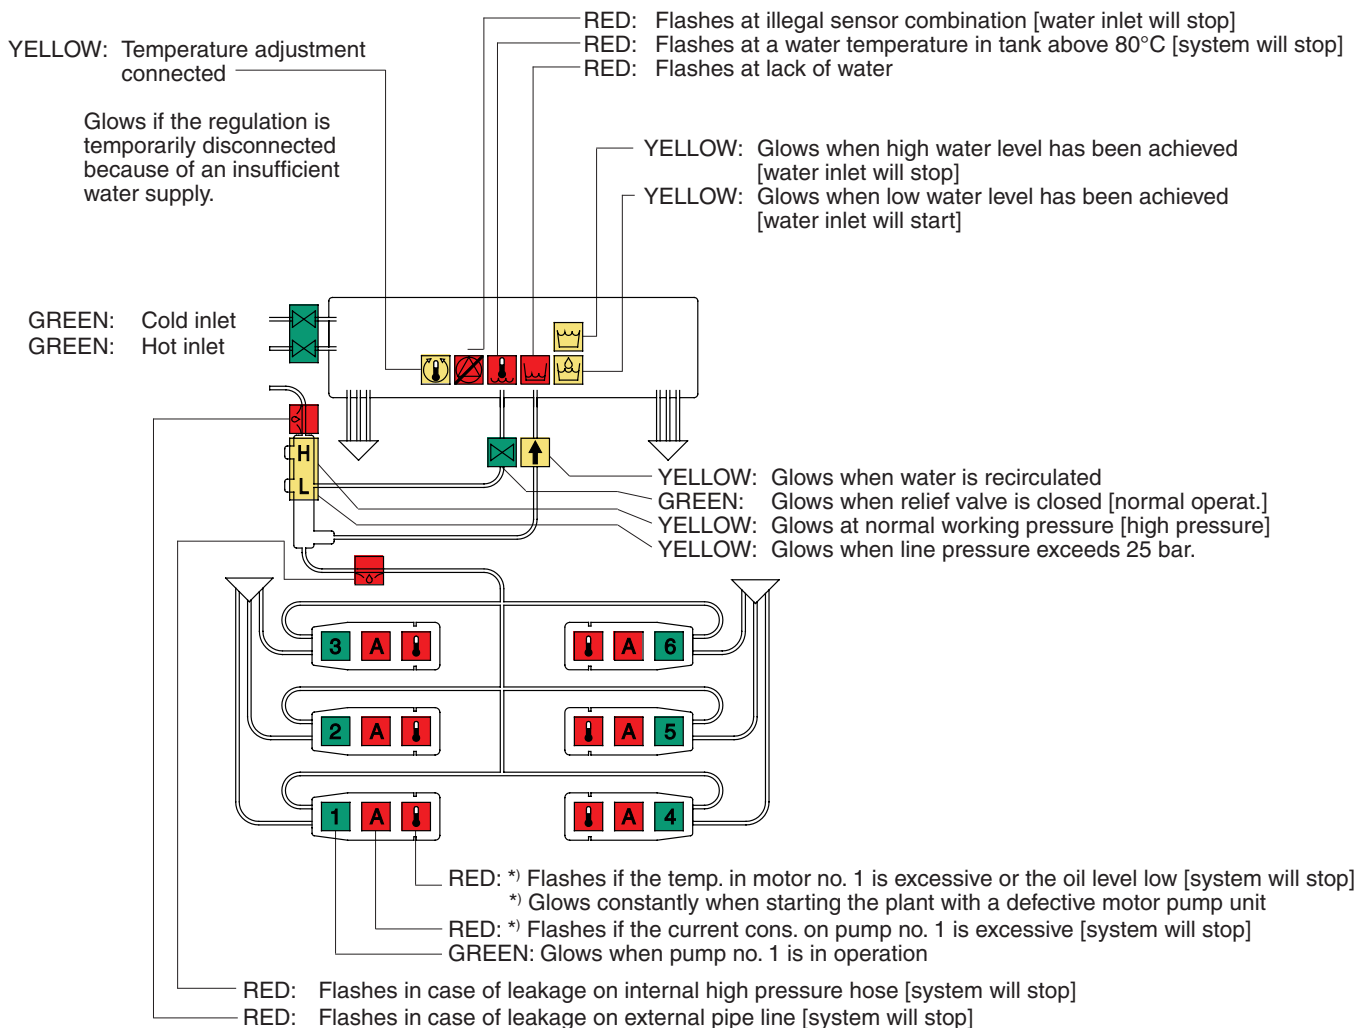 RED: Flashes at illegal sensor combination [water inlet will stop]
RED: Flashes at a water temperature in tank above 80°C [system will stop]
RED: Flashes at lack of water
YELLOW: Temperature adjustment
connected
Glows if the regulation is
temporarily disconnected
because of an insufficient
water supply.
YELLOW: Glows when high water level has been achieved
[water inlet will stop]
YELLOW: Glows when low water level has been achieved
[water inlet will start]
GREEN: Cold inlet
GREEN: Hot inlet
H
L
YELLOW: Glows when water is recirculated
GREEN: Glows when relief valve is closed [normal operat.]
YELLOW: Glows at normal working pressure [high pressure]
YELLOW: Glows when line pressure exceeds 25 bar.
3 A A 6
2 A A 5
1 A A 4
RED: *) Flashes if the temp. in motor no. 1 is excessive or the oil level low [system will stop]
*) Glows constantly when starting the plant with a defective motor pump unit
RED: *) Flashes if the current cons. on pump no. 1 is excessive [system will stop]
GREEN: Glows when pump no. 1 is in operation
RED: Flashes in case of leakage on internal high pressure hose [system will stop]
RED: Flashes in case of leakage on external pipe line [system will stop]